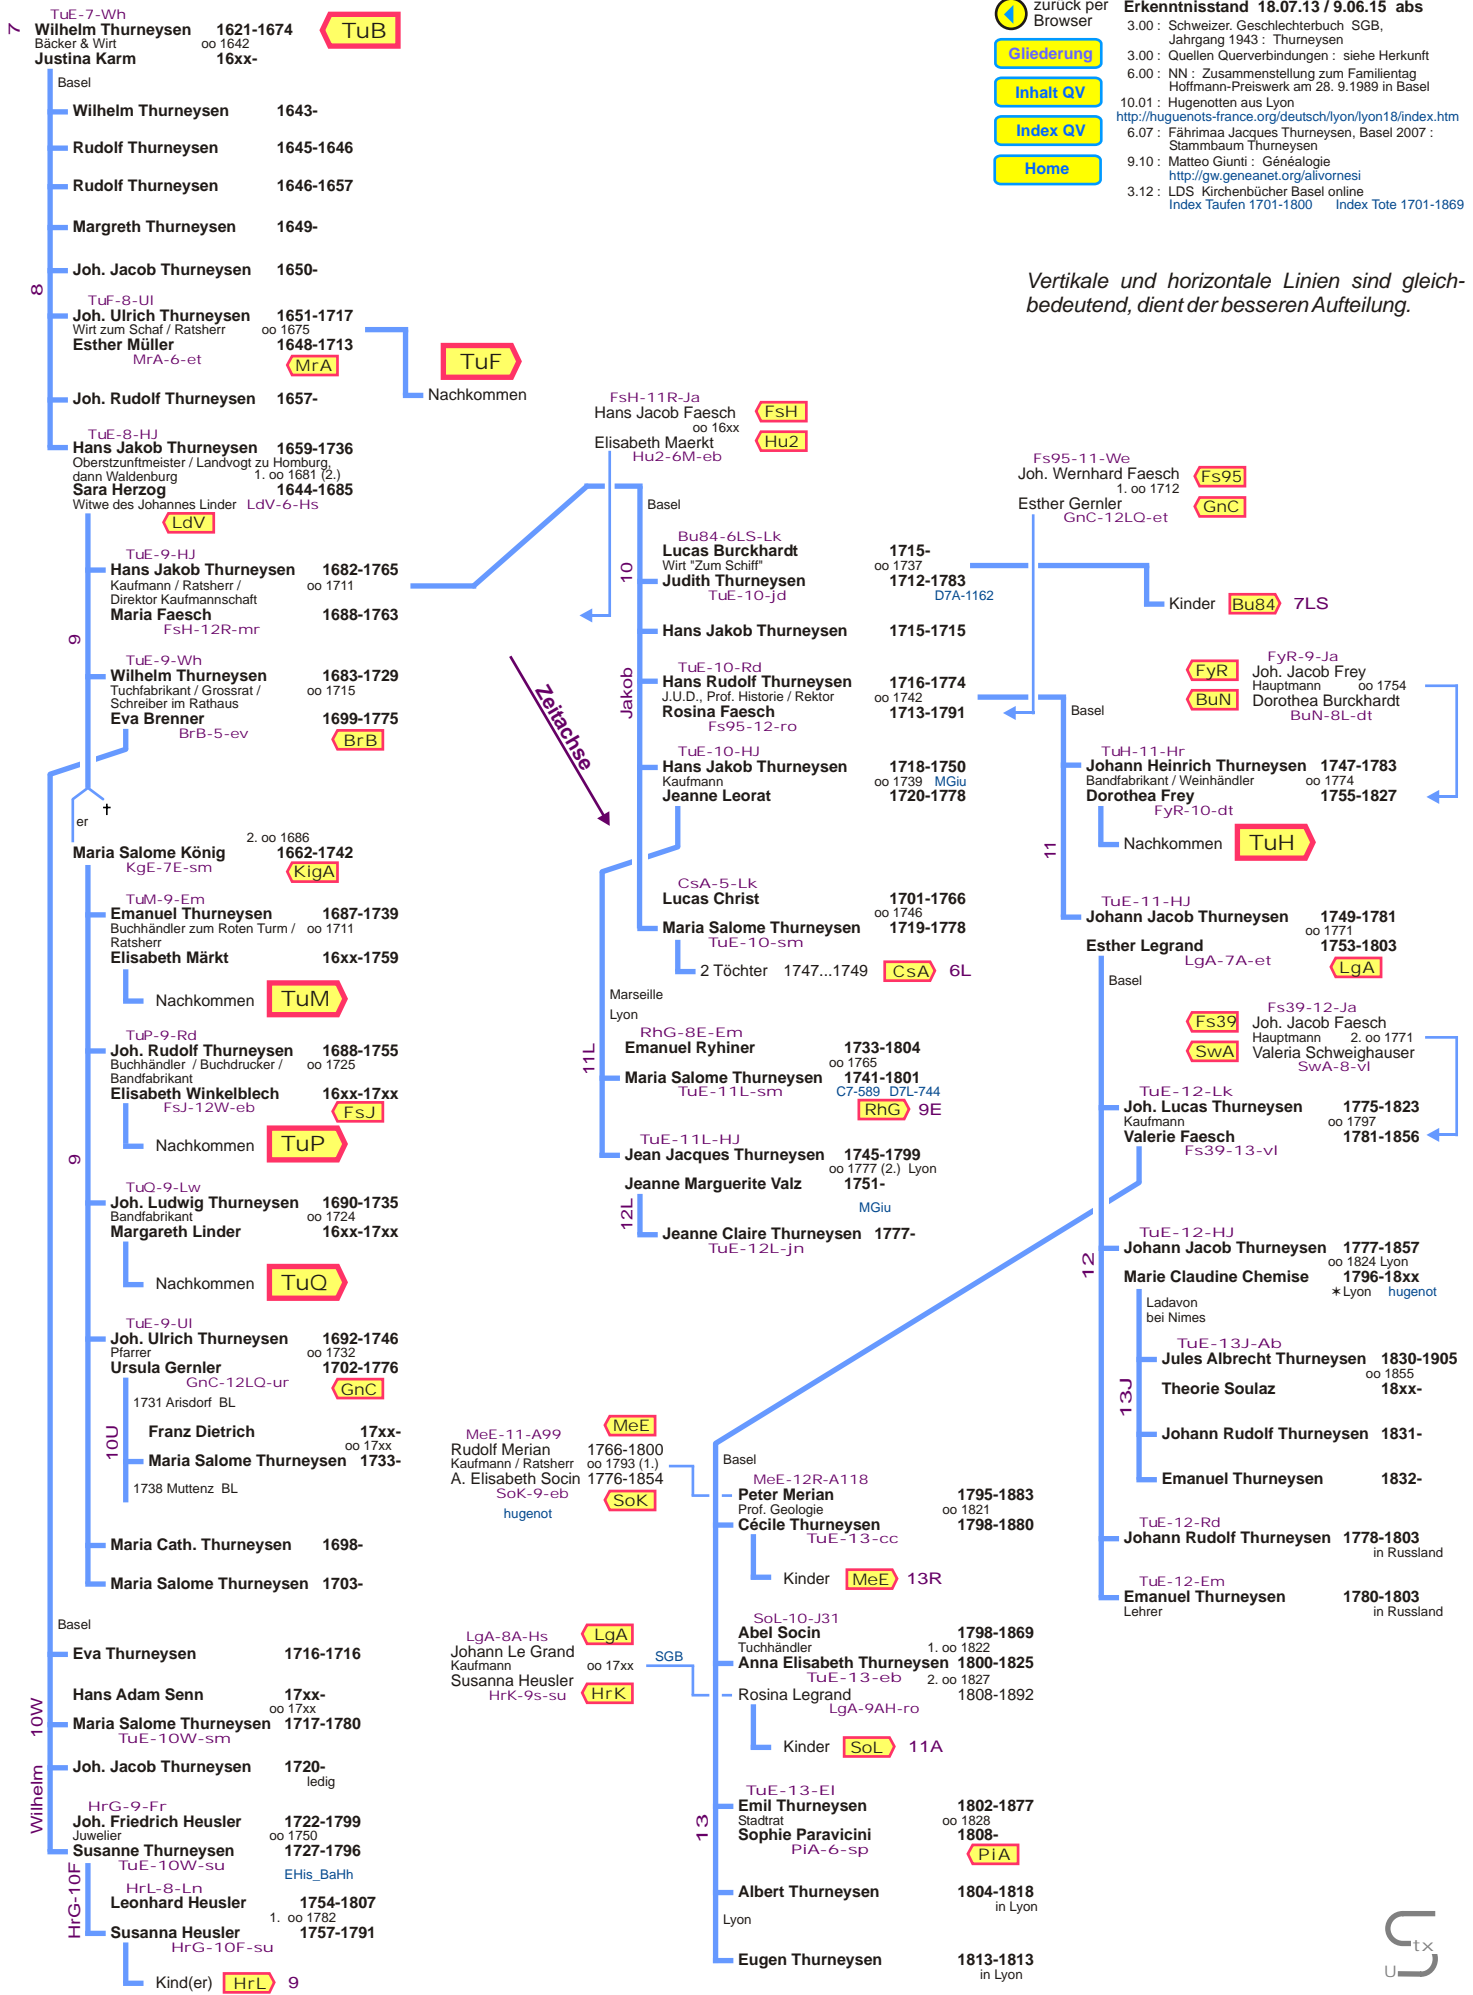 TuE-7-Wh
7
Wilhelm Thurneysen 1621-1674
TuB
Bäcker & Wirt oo 1642
Justina Karm 16xx-
Basel
Wilhelm Thurneysen 1643-
Rudolf Thurneysen 1645-1646
Rudolf Thurneysen 1646-1657
Margreth Thurneysen 1649-
Joh. Jacob Thurneysen 1650-
8
TuF-8-Ul
Joh. Ulrich Thurneysen 1651-1717
Wirt zum Schaf / Ratsherr oo 1675
Esther Müller 1648-1713
MrA-6-et
MrA
TuF
Nachkommen
Joh. Rudolf Thurneysen 1657-
TuE-8-HJ
Hans Jakob Thurneysen 1659-1736
Oberstzunftmeister / Landvogt zu Homburg,
dann Waldenburg 1. oo 1681 (2.)
Sara Herzog 1644-1685
Witwe des Johannes Linder LdV-6-Hs
LdV
9
TuE-9-HJ
Hans Jakob Thurneysen 1682-1765
Kaufmann / Ratsherr / oo 1711
Direktor Kaufmannschaft
Maria Faesch 1688-1763
FsH-12R-mr
TuE-9-Wh
Wilhelm Thurneysen 1683-1729
Tuchfabrikant / Grossrat / oo 1715
Schreiber im Rathaus
Eva Brenner 1699-1775
BrB-5-ev
BrB
✝
er
2. oo 1686
Maria Salome König 1662-1742
KgE-7E-sm
KigA
TuM-9-Em
Emanuel Thurneysen 1687-1739
Buchhändler zum Roten Turm / oo 1711
Ratsherr
Elisabeth Märkt 16xx-1759
Nachkommen TuM
TuP-9-Rd
Joh. Rudolf Thurneysen 1688-1755
Buchhändler / Buchdrucker / oo 1725
Bandfabrikant
Elisabeth Winkelblech 16xx-17xx
FsJ-12W-eb
FsJ
Nachkommen TuP
9
TuQ-9-Lw
Joh. Ludwig Thurneysen 1690-1735
Bandfabrikant oo 1724
Margareth Linder 16xx-17xx
Nachkommen TuQ
TuE-9-Ul
Joh. Ulrich Thurneysen 1692-1746
Pfarrer oo 1732
Ursula Gernler 1702-1776
GnC-12LQ-ur
GnC
1731 Arisdorf BL
10U
Franz Dietrich 17xx-
oo 17xx
Maria Salome Thurneysen 1733-
1738 Muttenz BL
Maria Cath. Thurneysen 1698-
Maria Salome Thurneysen 1703-
Basel
Eva Thurneysen 1716-1716
Wilhelm 10W
Hans Adam Senn 17xx-
oo 17xx
Maria Salome Thurneysen 1717-1780
TuE-10W-sm
Joh. Jacob Thurneysen 1720-
ledig
HrG-9-Fr
Joh. Friedrich Heusler 1722-1799
Juwelier oo 1750
Susanne Thurneysen 1727-1796
TuE-10W-su
EHis_BaHh
HrG-10F
HrL-8-Ln
Leonhard Heusler 1754-1807
1. oo 1782
Susanna Heusler 1757-1791
HrG-10F-su
Kind(er) HrL 9
FsH-11R-Ja
Hans Jacob Faesch FsH
oo 16xx
Elisabeth Maerkt Hu2
Hu2-6M-eb
Zeitachse
Basel
Jakob 10
Bu84-6LS-Lk
Lucas Burckhardt 1715-
Wirt "Zum Schiff" oo 1737
Judith Thurneysen 1712-1783
TuE-10-jd D7A-1162
Kinder Bu84 7LS
Hans Jakob Thurneysen 1715-1715
TuE-10-Rd
Hans Rudolf Thurneysen 1716-1774
J.U.D., Prof. Historie / Rektor oo 1742
Rosina Faesch 1713-1791
Fs95-12-ro
TuE-10-HJ
Hans Jakob Thurneysen 1718-1750
Kaufmann oo 1739 MGiu
Jeanne Leorat 1720-1778
CsA-5-Lk
Lucas Christ 1701-1766
oo 1746
Maria Salome Thurneysen 1719-1778
TuE-10-sm
2 Töchter 1747...1749 CsA 6L
Marseille
Lyon
11L
RhG-8E-Em
Emanuel Ryhiner 1733-1804
oo 1765
Maria Salome Thurneysen 1741-1801
TuE-11L-sm C7-589 D7L-744
RhG 9E
TuE-11L-HJ
Jean Jacques Thurneysen 1745-1799
oo 1777 (2.) Lyon
Jeanne Marguerite Valz 1751-
MGiu
12L
Jeanne Claire Thurneysen 1777-
TuE-12L-jn
MeE
MeE-11-A99
Rudolf Merian 1766-1800
Kaufmann / Ratsherr oo 1793 (1.)
A. Elisabeth Socin 1776-1854
SoK-9-eb
SoK
hugenot
Basel
MeE-12R-A118
Peter Merian 1795-1883
Prof. Geologie oo 1821
Cécile Thurneysen 1798-1880
TuE-13-cc
Kinder MeE 13R
LgA-8A-Hs LgA
Johann Le Grand
Kaufmann oo 17xx
SGB
Susanna Heusler
HrK-9s-su HrK
SoL-10-J31
Abel Socin 1798-1869
Tuchhändler 1. oo 1822
Anna Elisabeth Thurneysen 1800-1825
TuE-13-eb 2. oo 1827
Rosina Legrand 1808-1892
LgA-9AH-ro
Kinder SoL 11A
13
TuE-13-El
Emil Thurneysen 1802-1877
Stadtrat oo 1828
Sophie Paravicini 1808-
PiA-6-sp
PiA
Albert Thurneysen 1804-1818
in Lyon
Lyon
Eugen Thurneysen 1813-1813
in Lyon
zurück per
Browser
Gliederung
Inhalt QV
Index QV
Home
Erkenntnisstand 18.07.13 / 9.06.15 abs
3.00 : Schweizer. Geschlechterbuch SGB,
Jahrgang 1943 : Thurneysen
3.00 : Quellen Querverbindungen : siehe Herkunft
6.00 : NN : Zusammenstellung zum Familientag
Hoffmann-Preiswerk am 28. 9.1989 in Basel
10.01 : Hugenotten aus Lyon
http://huguenots-france.org/deutsch/lyon/lyon18/index.htm
6.07 : Fährimaa Jacques Thurneysen, Basel 2007 :
Stammbaum Thurneysen
9.10 : Matteo Giunti : Généalogie
http://gw.geneanet.org/alivornesi
3.12 : LDS Kirchenbücher Basel online
Index Taufen 1701-1800 Index Tote 1701-1869
Vertikale und horizontale Linien sind gleich-
bedeutend, dient der besseren Aufteilung.
Fs95-11-We
Joh. Wernhard Faesch Fs95
1. oo 1712
Esther Gernler GnC
GnC-12LQ-et
FyR-9-Ja
FyR Joh. Jacob Frey
Hauptmann oo 1754
BuN Dorothea Burckhardt
BuN-8L-dt
Basel
11
TuH-11-Hr
Johann Heinrich Thurneysen 1747-1783
Bandfabrikant / Weinhändler oo 1774
Dorothea Frey 1755-1827
FyR-10-dt
Nachkommen TuH
TuE-11-HJ
Johann Jacob Thurneysen 1749-1781
oo 1771
Esther Legrand 1753-1803
LgA-7A-et
LgA
Basel
Fs39-12-Ja
Fs39 Joh. Jacob Faesch
Hauptmann 2. oo 1771
SwA Valeria Schweighauser
SwA-8-vl
TuE-12-Lk
Joh. Lucas Thurneysen 1775-1823
Kaufmann oo 1797
Valerie Faesch 1781-1856
Fs39-13-vl
12
TuE-12-HJ
Johann Jacob Thurneysen 1777-1857
oo 1824 Lyon
Marie Claudine Chemise 1796-18xx
✶Lyon hugenot
Ladavon
bei Nimes
13J
TuE-13J-Ab
Jules Albrecht Thurneysen 1830-1905
oo 1855
Theorie Soulaz 18xx-
Johann Rudolf Thurneysen 1831-
Emanuel Thurneysen 1832-
TuE-12-Rd
Johann Rudolf Thurneysen 1778-1803
in Russland
TuE-12-Em
Emanuel Thurneysen 1780-1803
Lehrer in Russland
S tx
U